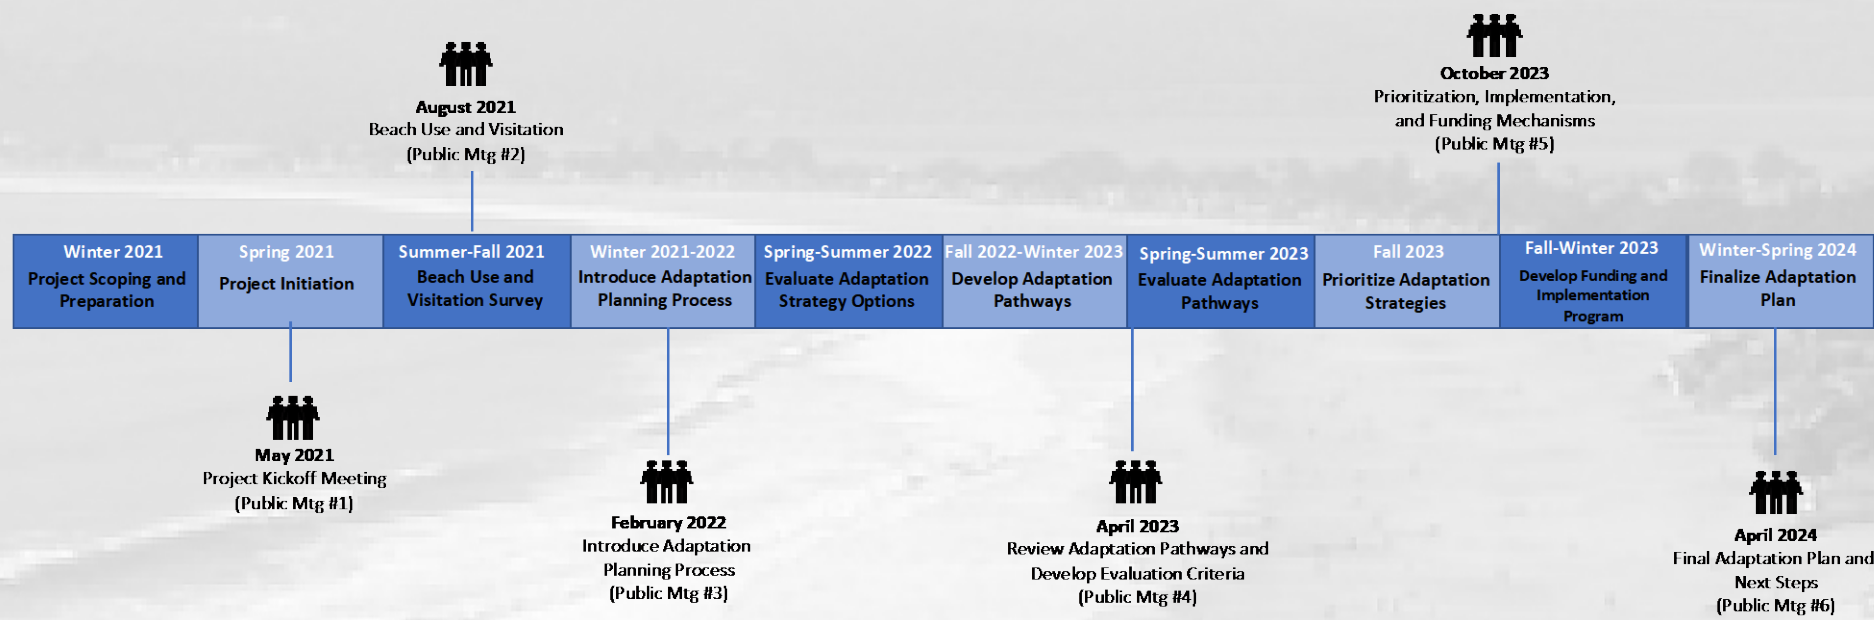 October 2023
Prioritization, Implementation,
and Funding Mechanisms
(Public Mtg #5)
August 2021
Beach Use and Visitation
(Public Mtg #2)
Winter 2021
Project Scoping and
Preparation
Spring 2021
Project Initiation
Summer-Fall 2021
Beach Use and
Visitation Survey
Winter 2021-2022
Introduce Adaptation
Planning Process
Spring-Summer 2022
Evaluate Adaptation
Strategy Options
Fall 2022-Winter 2023
Develop Adaptation
Pathways
Spring-Summer 2023
Evaluate Adaptation
Pathways
Fall 2023
Prioritize Adaptation
Strategies
Fall-Winter 2023
Develop Funding and
Implementation
Program
Winter-Spring 2024
Finalize Adaptation
Plan
May 2021
Project Kickoff Meeting
(Public Mtg #1)
February 2022
Introduce Adaptation
Planning Process
(Public Mtg #3)
April 2023
Review Adaptation Pathways and
Develop Evaluation Criteria
(Public Mtg #4)
April 2024
Final Adaptation Plan and
Next Steps
(Public Mtg #6)